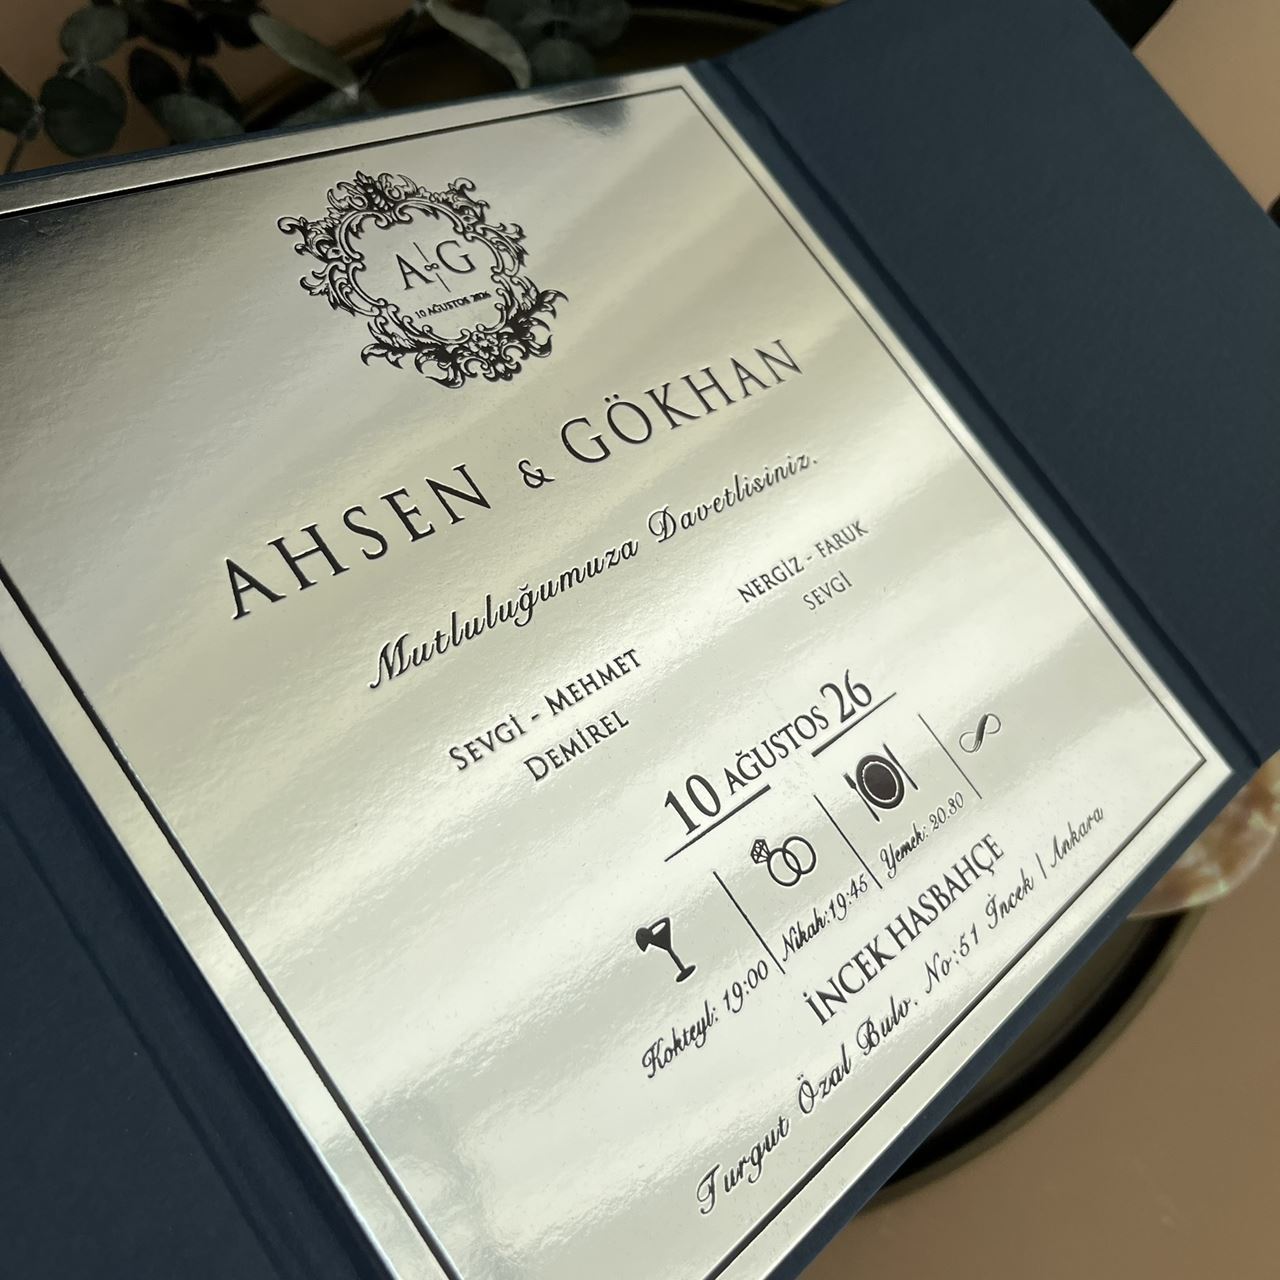 A & G
10 AĞUSTOS 2026
AHSEN & GÖKHAN
Mutluluğumuza Davetlisiniz.
SEVGİ - MEHMET
DEMİREL
NERGİZ - FARUK
SEVGİ
10 AĞUSTOS 26
Kokteyl: 19:00
Nikah:19:45
Yemek: 20.30
İNCEK HASBAHÇE
Turgut Özal Bulv. No:51 İncek | Ankara